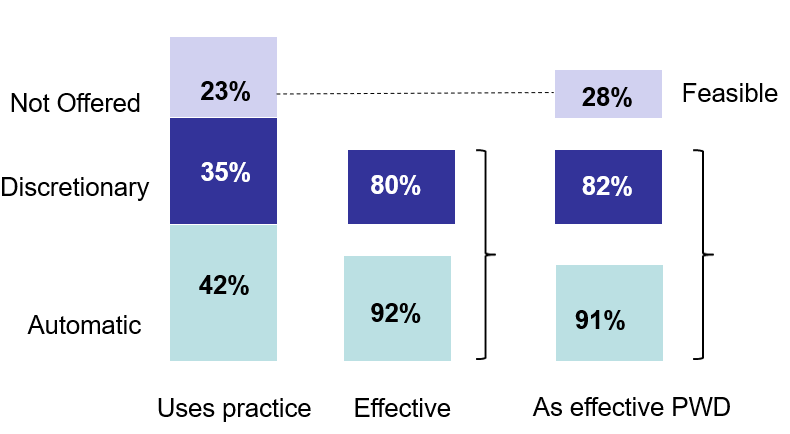 Not Offered 23% 28% Feasible
Discretionary 35% 80% 82%
Automatic 42% 92% 91%
Uses practice Effective As effective PWD